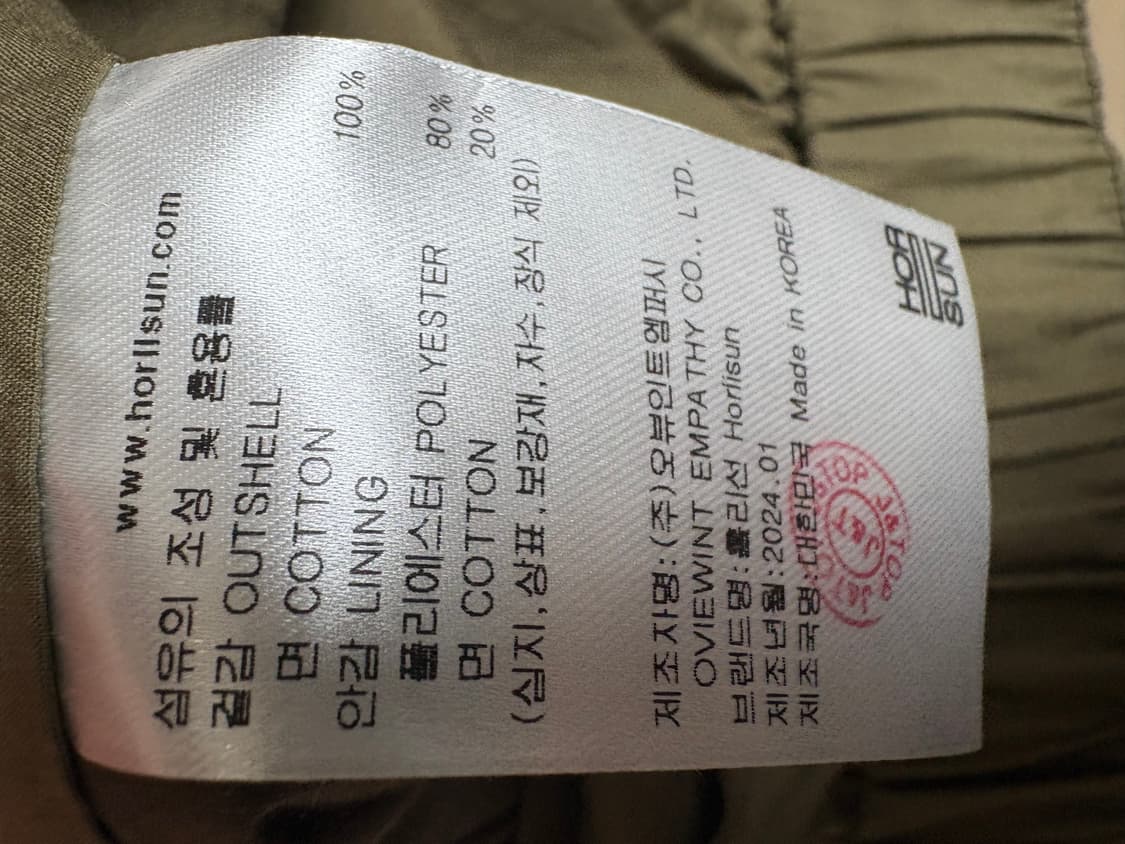 www.horlisun.com
섬유의 조성 및 혼용률
겉감 OUTSHELL
면 COTTON 100%
안감 LINING
폴리에스터 POLYESTER 80%
면 COTTON 20%
(심지,상표,보강재,자수,장식 제외)
제조자명:(주)오뷰인트엠퍼시
OVIEWINT EMPATHY CO., LTD.
브랜드명:홀리선 Horlisun
제조년월:2024.01
제조국명:대한민국 Made in KOREA
HOR
SUN